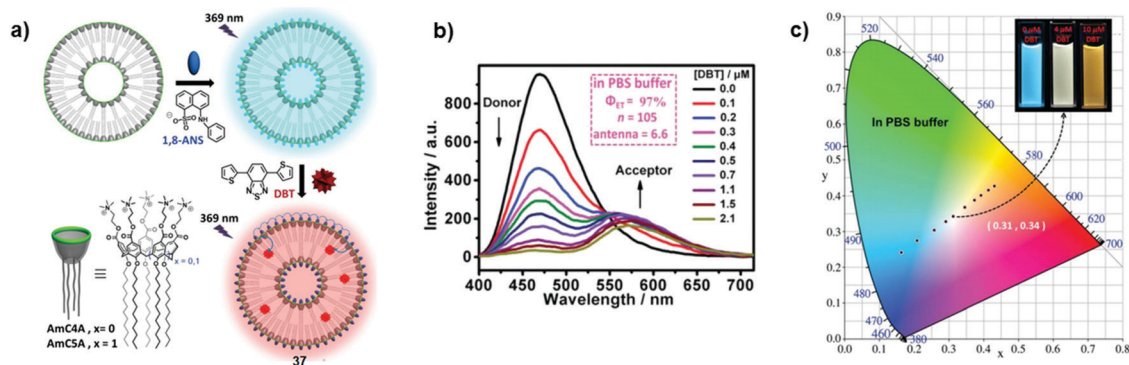 a)
369 nm
1,8-ANS
DBT
369 nm
x = 0,1
AmC4A , x= 0
AmC5A , x = 1
37
b)
in PBS buffer
Φ_ET = 97%
n = 105
antenna = 6.6
Donor
Acceptor
[DBT] / μM
0.0
0.1
0.2
0.3
0.4
0.5
0.7
1.1
1.5
2.1
Intensity / a.u.
800
600
400
200
0
400 450 500 550 600 650 700
Wavelength / nm
c)
In PBS buffer
0 μM DBT
4 μM DBT
10 μM DBT
( 0.31 , 0.34 )
520
540
560
580
600
620
700
500
490
480
470
460
380
y
0.9
0.8
0.7
0.6
0.5
0.4
0.3
0.2
0.1
0.0
0.0 0.1 0.2 0.3 0.4 0.5 0.6 0.7 0.8
x